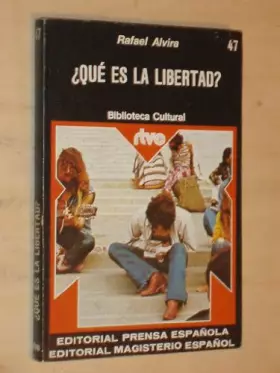 Rafael Alvira
47
¿QUÉ ES LA LIBERTAD?
Biblioteca Cultural
rtve
EDITORIAL PRENSA ESPAÑOLA
EDITORIAL MAGISTERIO ESPAÑOL
47
¿QUÉ ES LA LIBERTAD?